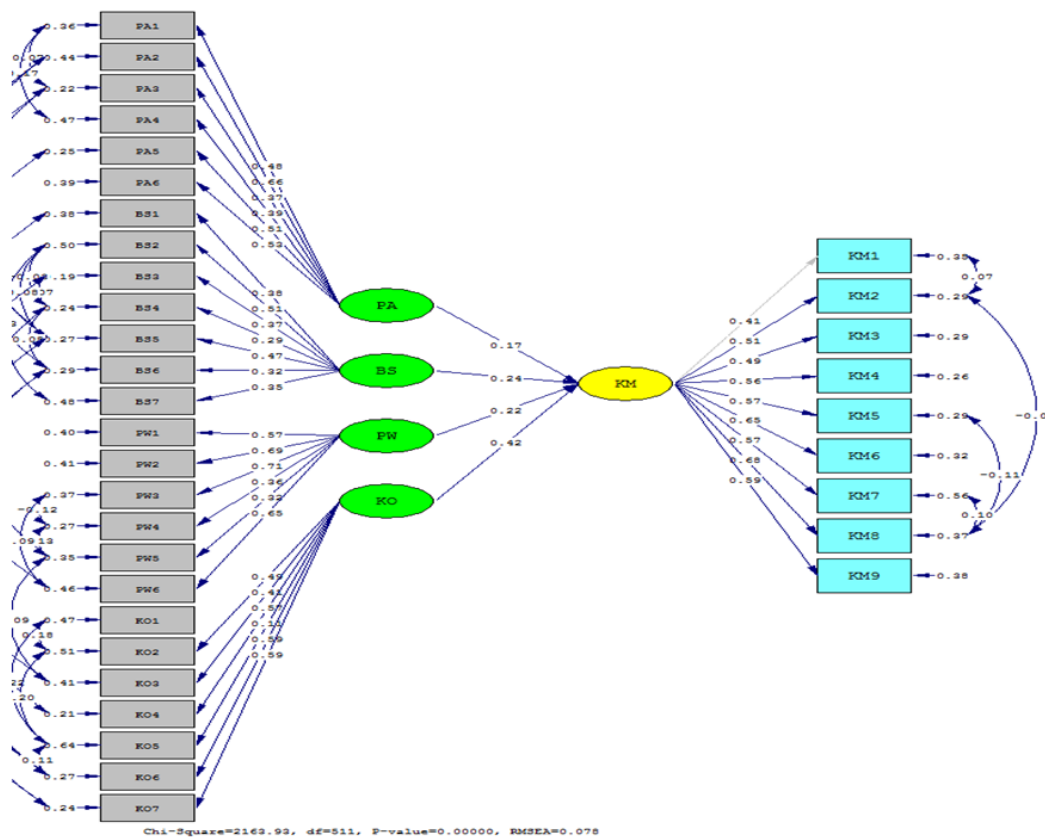 0.36 PA1
0.44 PA2
0.22 PA3
0.47 PA4
0.25 PA5
0.39 PA6
0.38 BS1
0.50 BS2
0.19 BS3
0.24 BS4
0.27 BS5
0.29 BS6
0.48 BS7
0.40 PW1
0.41 PW2
0.37 PW3
-0.12
0.27 PW4
0.35 PW5
0.46 PW6
0.47 KO1
0.18
0.51 KO2
0.41 KO3
0.21 KO4
0.64 KO5
0.11
0.27 KO6
0.24 KO7
0.48
0.66
0.37
0.39
0.51
0.53
0.38
0.51
0.37
0.29
0.47
0.32
0.35
0.57
0.69
0.71
0.36
0.32
0.65
0.49
0.41
0.57
0.11
0.59
0.59
PA
BS
PW
KO
0.17
0.24
0.22
0.42
KM
0.41
0.51
0.49
0.56
0.57
0.65
0.57
0.68
0.59
KM1 0.38
0.07
KM2 0.29
KM3 0.29
KM4 0.26
KM5 0.29
KM6 0.32
-0.11
KM7 0.56
0.10
KM8 0.37
KM9 0.38
Chi-Square=2163.93, df=511, P-value=0.00000, RMSEA=0.078